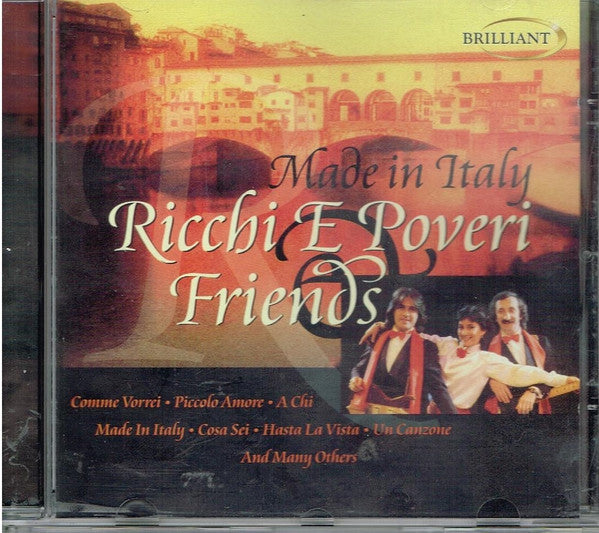 BRILLIANT
Made in Italy
Ricchi E Poveri
&
Friends
Comme Vorrei • Piccolo Amore • A Chi
Made In Italy • Cosa Sei • Hasta La Vista • Un Canzone
And Many Others